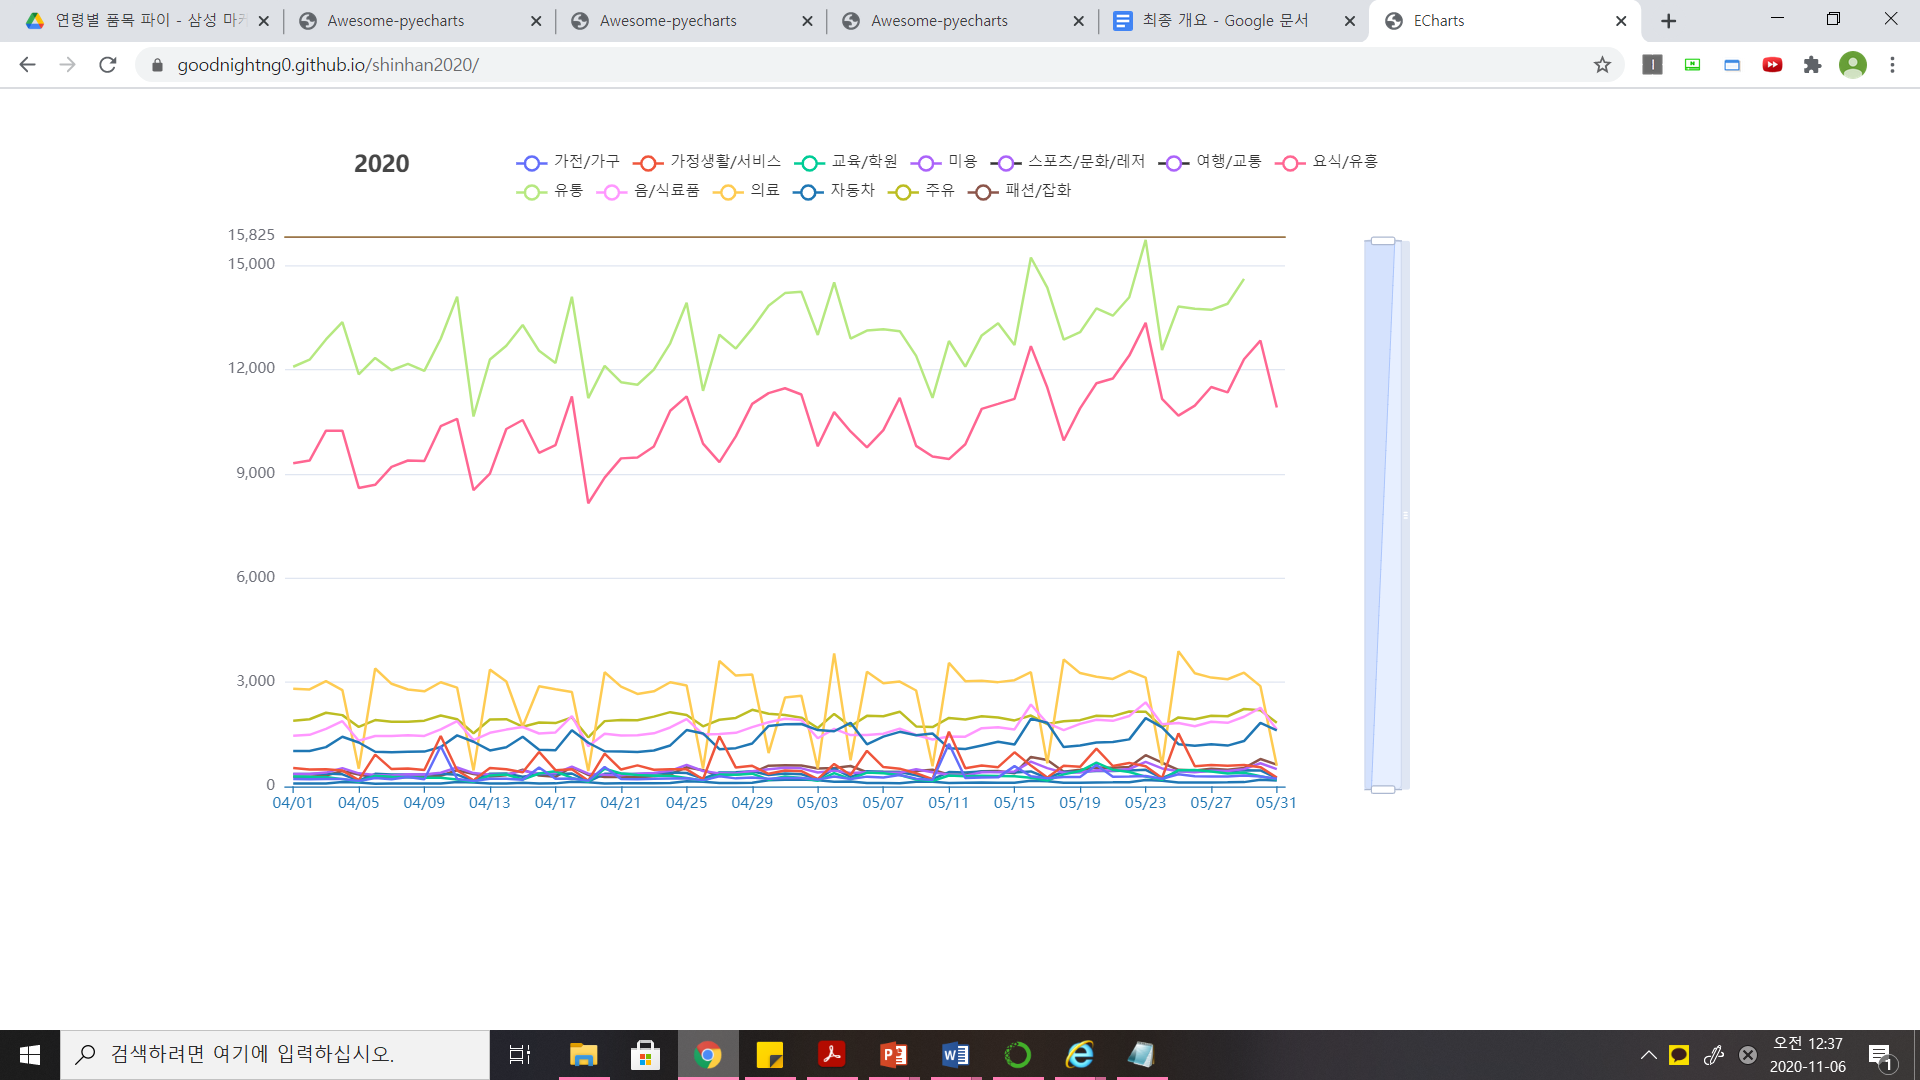 연령별 품목 파이 - 삼성 마
Awesome-pyecharts
Awesome-pyecharts
Awesome-pyecharts
최종 개요 - Google 문서
ECharts
goodnightng0.github.io/shinhan2020/
2020
가전/가구 가정생활/서비스 교육/학원 미용 스포츠/문화/레저 여행/교통 요식/유흥
유통 음/식료품 의료 자동차 주유 패션/잡화
15,825
15,000
12,000
9,000
6,000
3,000
0
04/01 04/05 04/09 04/13 04/17 04/21 04/25 04/29 05/03 05/07 05/11 05/15 05/19 05/23 05/27 05/31
검색하려면 여기에 입력하십시오.
오전 12:37
2020-11-06
1